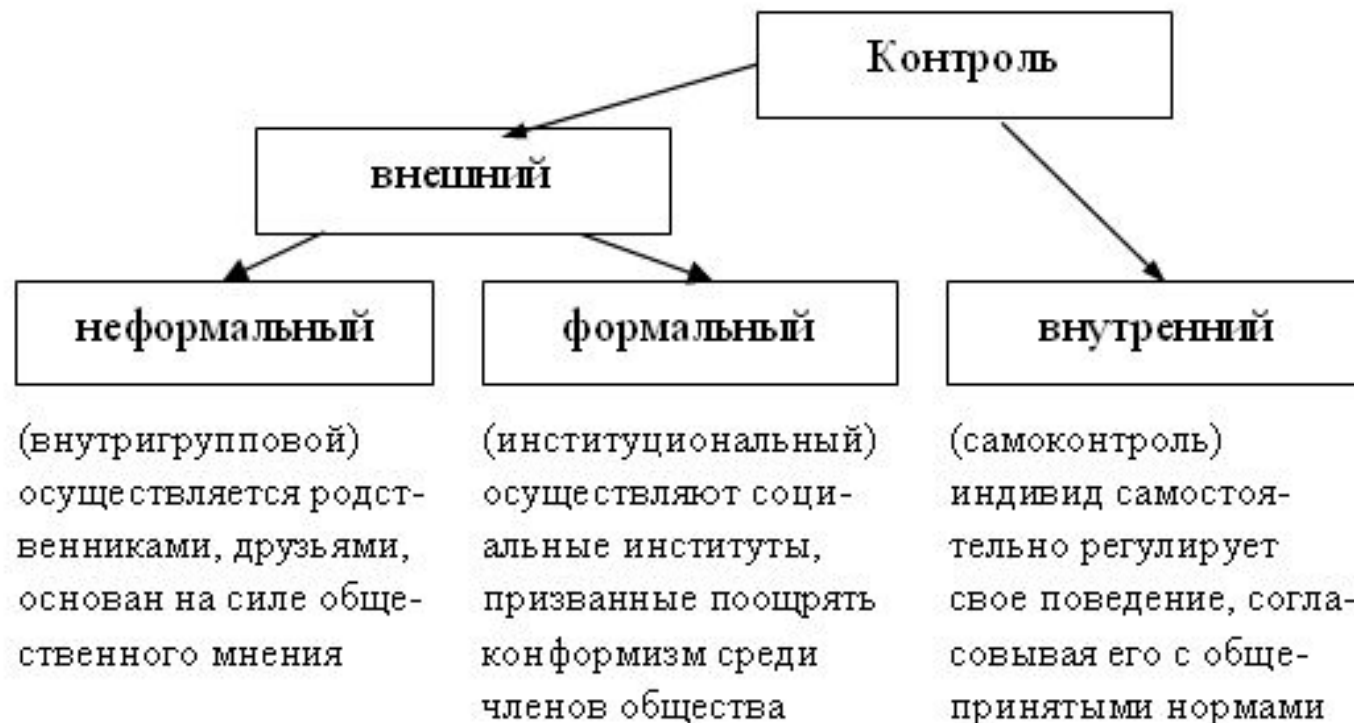 Контроль
внешний
неформальный
формальный
внутренний
(внутригрупповой)
осуществляется родст-
венниками, друзьями,
основан на силе обще-
ственного мнения
(институциональный)
осуществляют соци-
альные институты,
призванные поощрять
конформизм среди
членов общества
(самоконтроль)
индивид самостоя-
тельно регулирует
свое поведение, согла-
совывая его с обще-
принятыми нормами